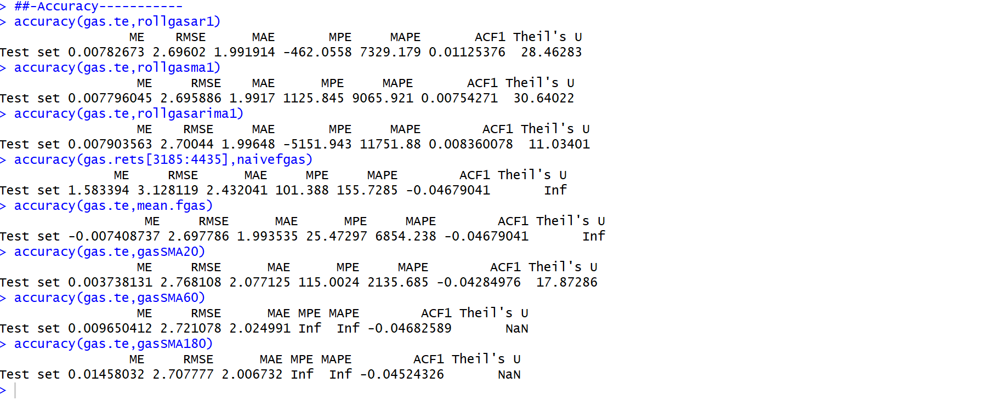 > ##-Accuracy-----------
> accuracy(gas.te,rollgasar1)
ME RMSE MAE MPE MAPE ACF1 Theil's U
Test set 0.00782673 2.69602 1.991914 -462.0558 7329.179 0.01125376 28.46283
> accuracy(gas.te,rollgasma1)
ME RMSE MAE MPE MAPE ACF1 Theil's U
Test set 0.007796045 2.695886 1.9917 1125.845 9065.921 0.00754271 30.64022
> accuracy(gas.te,rollgasarima1)
ME RMSE MAE MPE MAPE ACF1 Theil's U
Test set 0.007903563 2.70044 1.99648 -5151.943 11751.88 0.008360078 11.03401
> accuracy(gas.rets[3185:4435],naivefgas)
ME RMSE MAE MPE MAPE ACF1 Theil's U
Test set 1.583394 3.128119 2.432041 101.388 155.7285 -0.04679041 Inf
> accuracy(gas.te,mean.fgas)
ME RMSE MAE MPE MAPE ACF1 Theil's U
Test set -0.007408737 2.697786 1.993535 25.47297 6854.238 -0.04679041 Inf
> accuracy(gas.te,gasSMA20)
ME RMSE MAE MPE MAPE ACF1 Theil's U
Test set 0.003738131 2.768108 2.077125 115.0024 2135.685 -0.04284976 17.87286
> accuracy(gas.te,gasSMA60)
ME RMSE MAE MPE MAPE ACF1 Theil's U
Test set 0.009650412 2.721078 2.024991 Inf Inf -0.04682589 NaN
> accuracy(gas.te,gasSMA180)
ME RMSE MAE MPE MAPE ACF1 Theil's U
Test set 0.01458032 2.707777 2.006732 Inf Inf -0.04524326 NaN
>